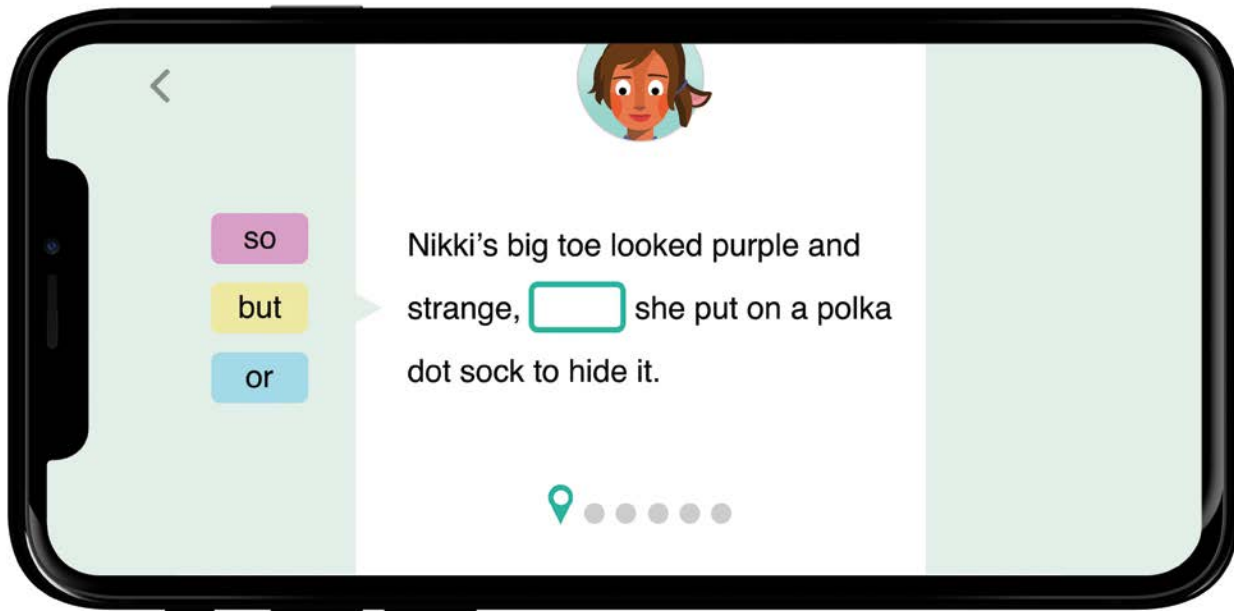 so
but
or
Nikki’s big toe looked purple and
strange, she put on a polka
dot sock to hide it.